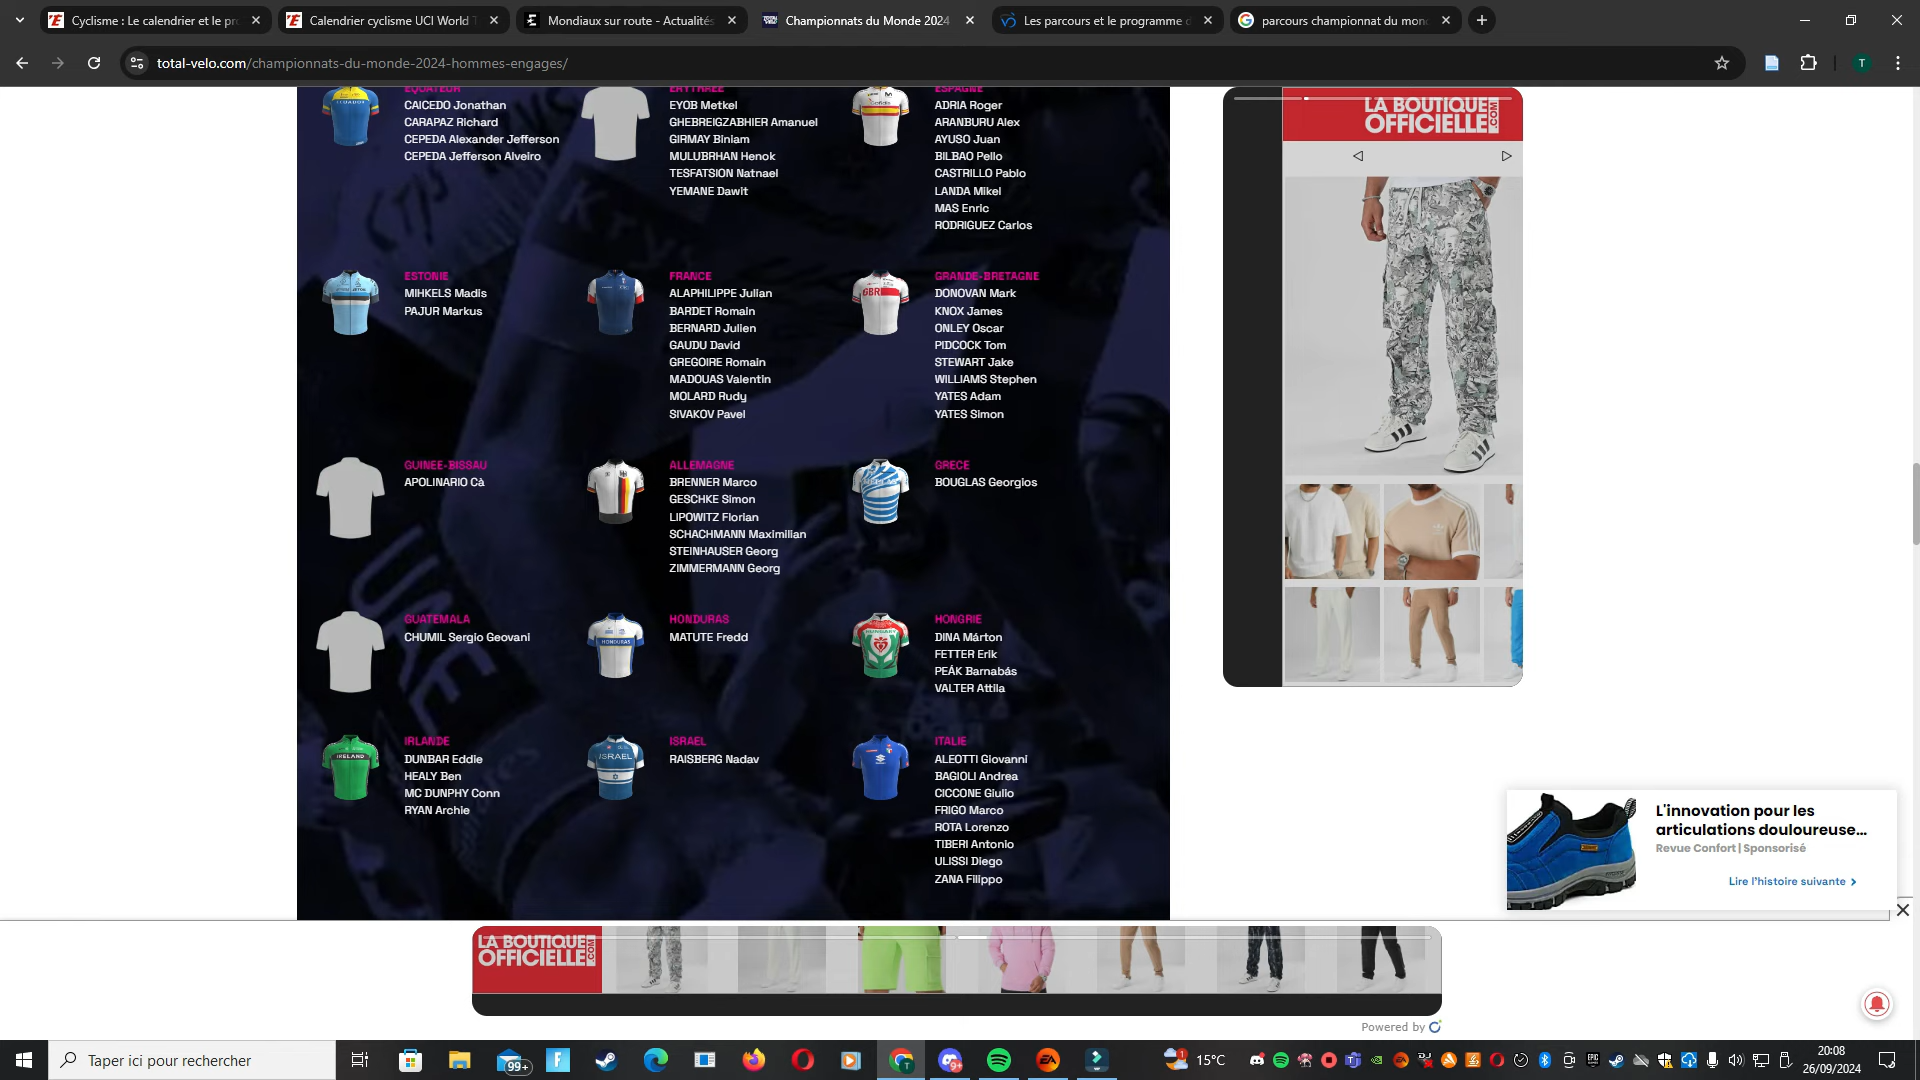 Cyclisme : Le calendrier et le pr
Calendrier cyclisme UCI World T
Mondiaux sur route - Actualités
Championnats du Monde 2024
Les parcours et le programme d
parcours championnat du mon
total-velo.com/championnats-du-monde-2024-hommes-engages/
T
EQUATEUR
CAICEDO Jonathan
CARAPAZ Richard
CEPEDA Alexander Jefferson
CEPEDA Jefferson Alveiro
ERYTHREE
EYOB Metkel
GHEBREIGZABHIER Amanuel
GIRMAY Biniam
MULUBRHAN Henok
TESFATSION Natnael
YEMANE Dawit
ESPAGNE
ADRIA Roger
ARANBURU Alex
AYUSO Juan
BILBAO Pello
CASTRILLO Pablo
LANDA Mikel
MAS Enric
RODRIGUEZ Carlos
ESTONIE
MIHKELS Madis
PAJUR Markus
FRANCE
ALAPHILIPPE Julian
BARDET Romain
BERNARD Julien
GAUDU David
GREGOIRE Romain
MADOUAS Valentin
MOLARD Rudy
SIVAKOV Pavel
GBR
GRANDE-BRETAGNE
DONOVAN Mark
KNOX James
ONLEY Oscar
PIDCOCK Tom
STEWART Jake
WILLIAMS Stephen
YATES Adam
YATES Simon
GUINEE-BISSAU
APOLINARIO Cà
ALLEMAGNE
BRENNER Marco
GESCHKE Simon
LIPOWITZ Florian
SCHACHMANN Maximilian
STEINHAUSER Georg
ZIMMERMANN Georg
GRECE
BOUGLAS Georgios
GUATEMALA
CHUMIL Sergio Geovani
HONDURAS
HONDURAS
MATUTE Fredd
HUNGARY
HONGRIE
DINA Márton
FETTER Erik
PEÁK Barnabás
VALTER Attila
IRELAND
IRLANDE
DUNBAR Eddie
HEALY Ben
MC DUNPHY Conn
RYAN Archie
ISRAEL
ISRAEL
RAISBERG Nadav
ITALIE
ALEOTTI Giovanni
BAGIOLI Andrea
CICCONE Giulio
FRIGO Marco
ROTA Lorenzo
TIBERI Antonio
ULISSI Diego
ZANA Filippo
LA BOUTIQUE
OFFICIELLE .COM
L'innovation pour les
articulations douloureuse...
Revue Confort | Sponsorisé
Lire l'histoire suivante
LA BOUTIQUE
OFFICIELLE .COM
Powered by
Taper ici pour rechercher
99+
9+
15°C
20:08
26/09/2024